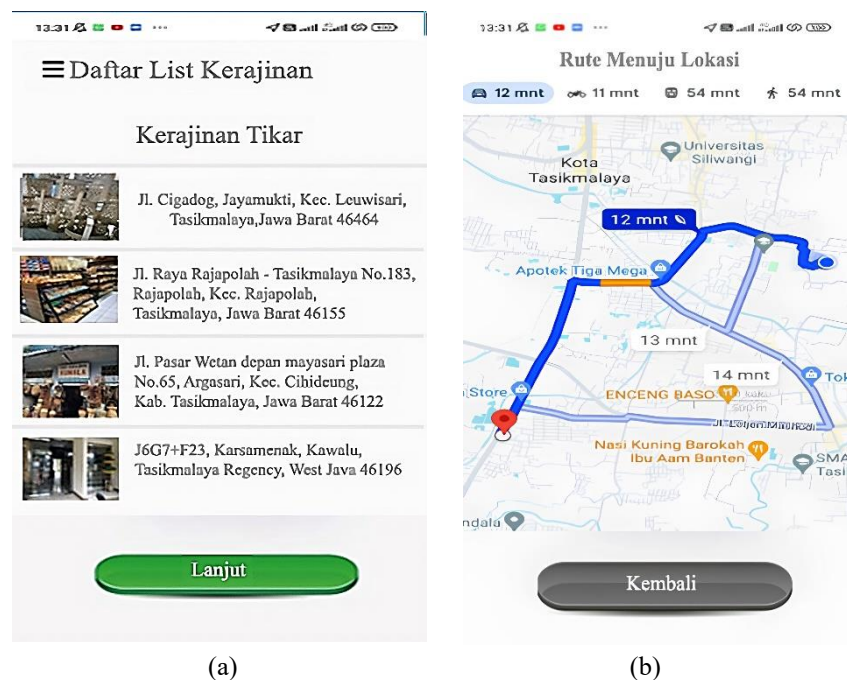 13:31
Daftar List Kerajinan
Kerajinan Tikar
Jl. Cigadog, Jayamukti, Kec. Leuwisari,
Tasikmalaya,Jawa Barat 46464
Jl. Raya Rajapolah - Tasikmalaya No.183,
Rajapolah, Kec. Rajapolah,
Tasikmalaya, Jawa Barat 46155
Jl. Pasar Wetan depan mayasari plaza
No.65, Argasari, Kec. Cihideung,
Kab. Tasikmalaya, Jawa Barat 46122
J6G7+F23, Karsamenak, Kawalu,
Tasikmalaya Regency, West Java 46196
Lanjut
(a)
13:31
Rute Menuju Lokasi
12 mnt 11 mnt 54 mnt 54 mnt
Universitas
Siliwangi
Kota
Tasikmalaya
12 mnt
Apotek Tiga Mega
13 mnt
14 mnt
Tok
Store
ENCENG BASO
500 m
Nasi Kuning Barokah
Ibu Aam Banten
SMA
Tasi
ndala
Kembali
(b)